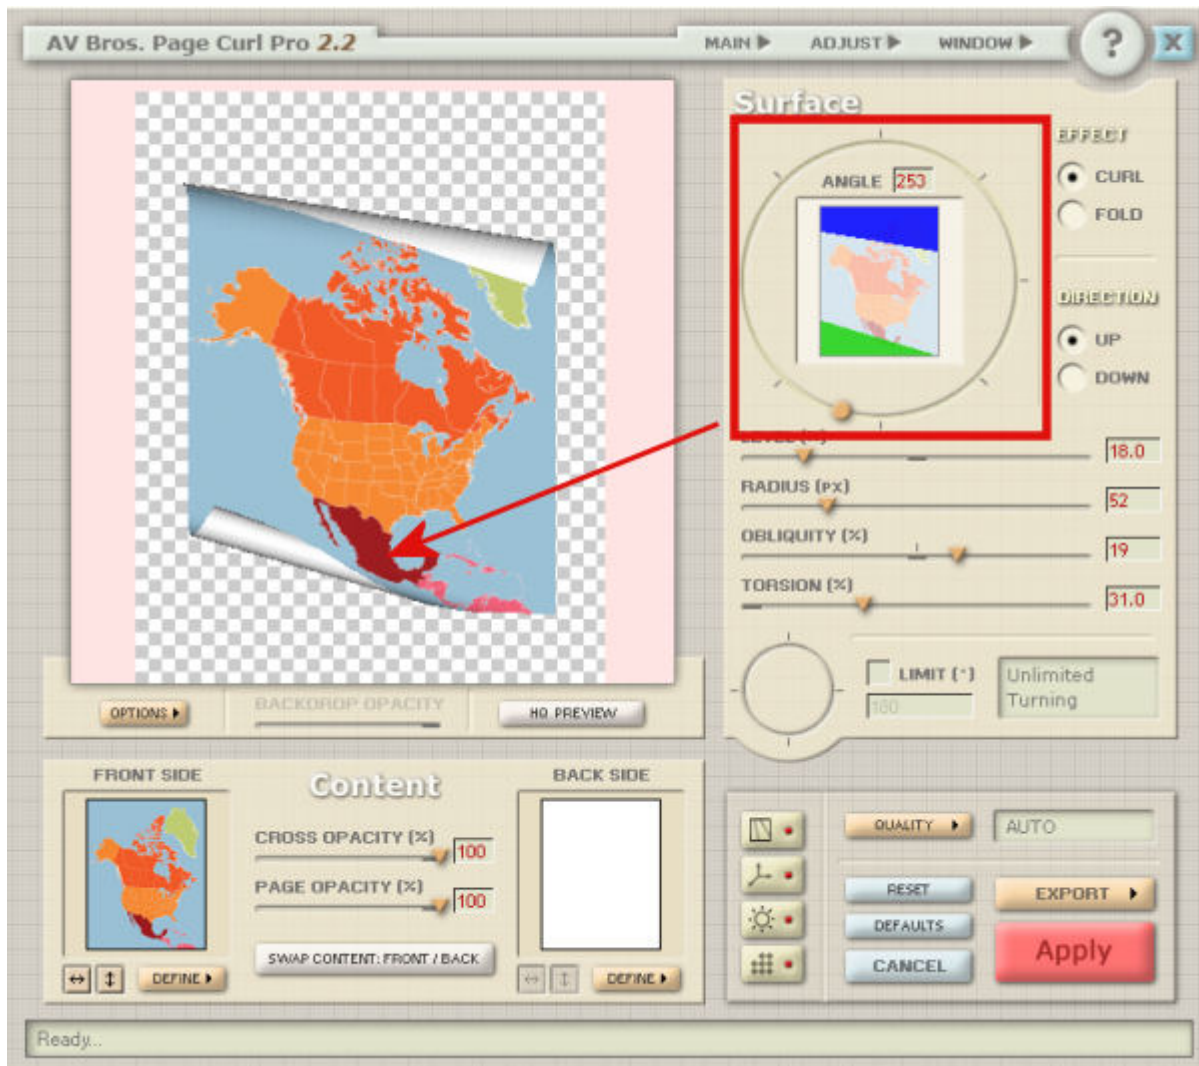 AV Bros. Page Curl Pro 2.2
MAIN
ADJUST
WINDOW
?
X
Surface
ANGLE 253
EFFECT
CURL
FOLD
DIRECTION
UP
DOWN
18.0
RADIUS (PX)
52
OBLIQUITY (%)
19
TORSION (%)
31.0
LIMIT (°)
180
Unlimited
Turning
OPTIONS
BACKDROP OPACITY
HQ PREVIEW
FRONT SIDE
Content
BACK SIDE
CROSS OPACITY (%)
100
PAGE OPACITY (%)
100
SWAP CONTENT: FRONT / BACK
DEFINE
DEFINE
QUALITY
AUTO
RESET
DEFAULTS
CANCEL
EXPORT
Apply
Ready...